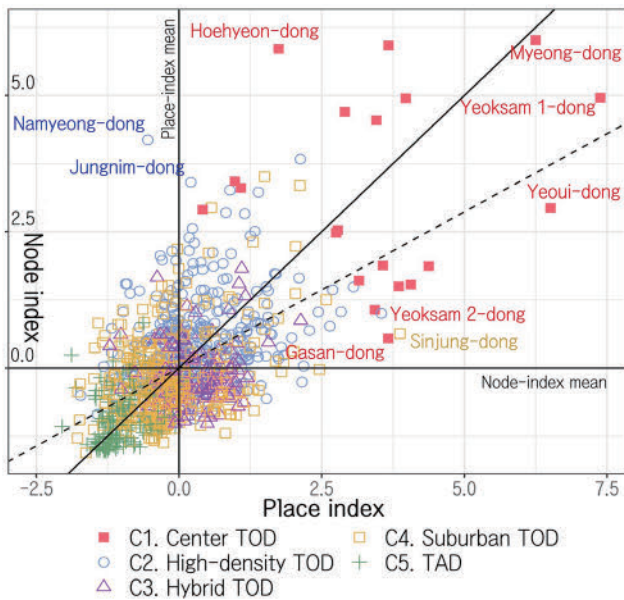 Hoehyeon-dong
Place-index mean
Myeong-dong
5.0
Yeoksam 1-dong
Namyeong-dong
Jungnim-dong
Yeoui-dong
2.5
Node index
Yeoksam 2-dong
Sinjung-dong
Gasan-dong
0.0
Node-index mean
-2.5 0.0 2.5 5.0 7.5
Place index
C1. Center TOD
C4. Suburban TOD
C2. High-density TOD
C5. TAD
C3. Hybrid TOD